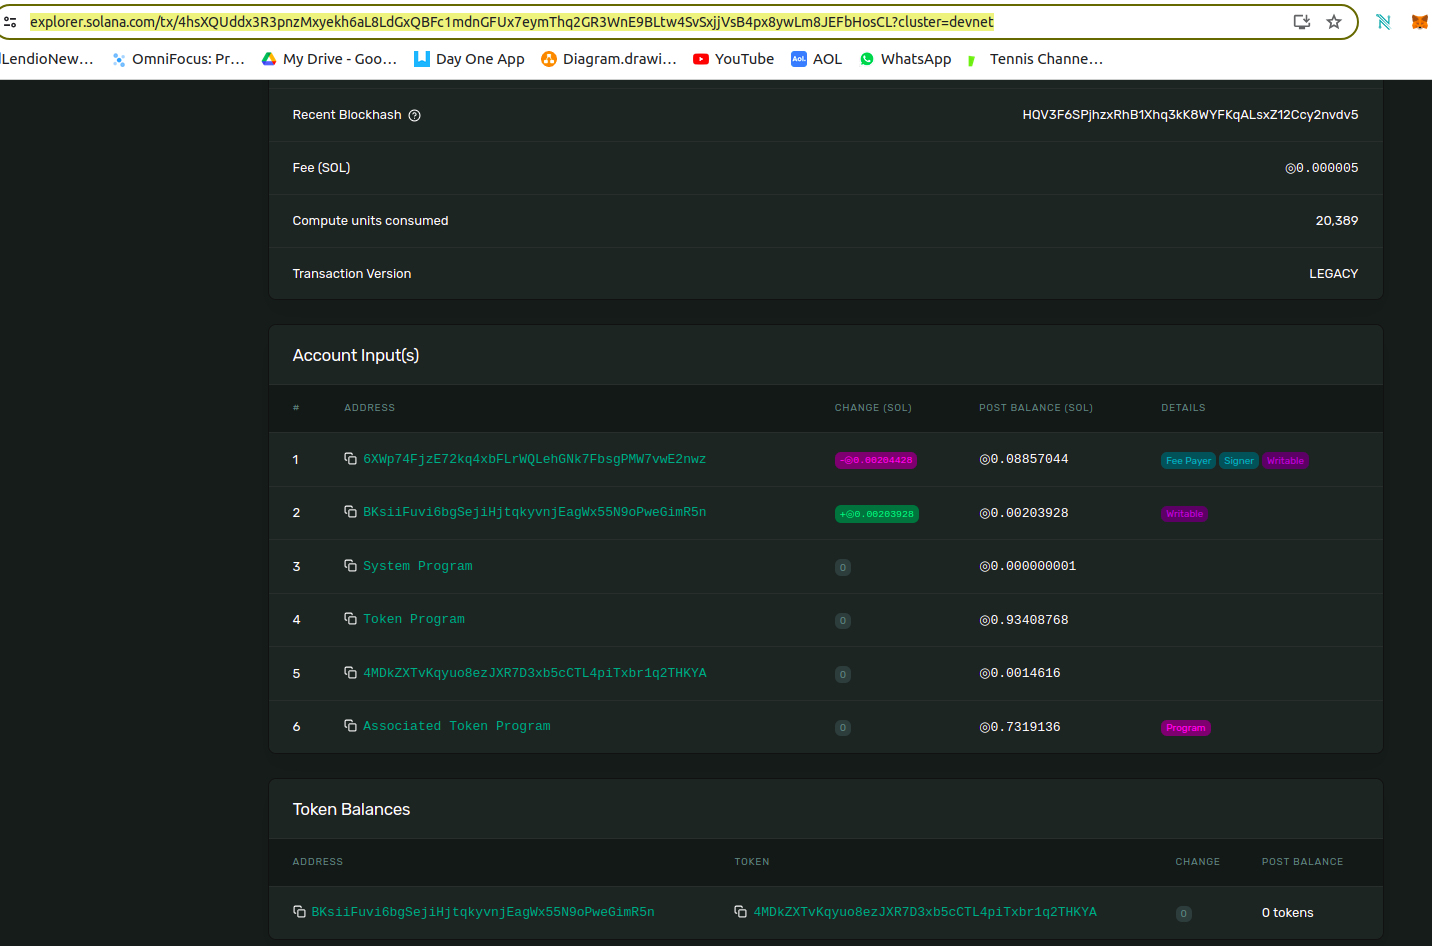 explorer.solana.com/tx/4hsXQUddx3R3pnzMxyekh6aL8LdGxQBFc1mdnGFUx7eymThq2GR3WnE9BLtw4SvSxjjVsB4px8ywLm8JEFbHosCL?cluster=devnet
lLendioNew... OmniFocus: Pr... My Drive - Goo... Day One App Diagram.drawi... YouTube Aol. AOL WhatsApp Tennis Channe...
Recent Blockhash HQV3F6SPjhzxRhB1Xhq3kK8WYFKqALsxZ12Ccy2nvdv5
Fee (SOL) ◎0.000005
Compute units consumed 20,389
Transaction Version LEGACY
Account Input(s)
# ADDRESS CHANGE (SOL) POST BALANCE (SOL) DETAILS
1 6XWp74FjzE72kq4xbFLrWQLehGNk7FbsgPMW7vwE2nwz -◎0.00204428 ◎0.08857044 Fee Payer Signer Writable
2 BKsiiFuvi6bgSejiHjtqkyvnjEagWx55N9oPweGimR5n +◎0.00203928 ◎0.00203928 Writable
3 System Program 0 ◎0.000000001
4 Token Program 0 ◎0.93408768
5 4MDkZXTvKqyuo8ezJXR7D3xb5cCTL4piTxbr1q2THKYA 0 ◎0.0014616
6 Associated Token Program 0 ◎0.7319136 Program
Token Balances
ADDRESS TOKEN CHANGE POST BALANCE
BKsiiFuvi6bgSejiHjtqkyvnjEagWx55N9oPweGimR5n 4MDkZXTvKqyuo8ezJXR7D3xb5cCTL4piTxbr1q2THKYA 0 0 tokens